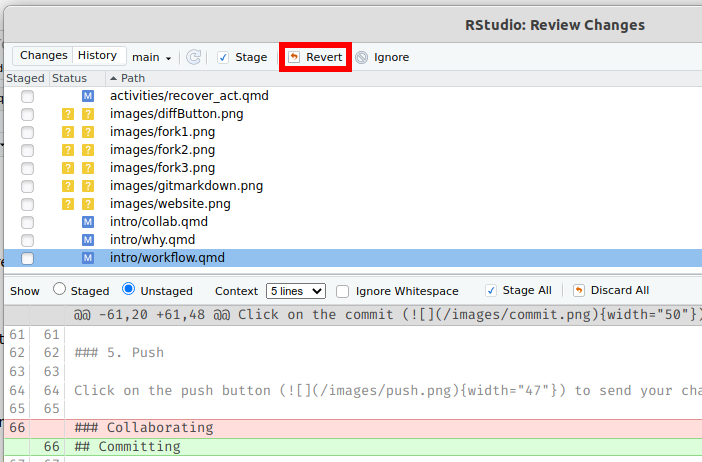 RStudio: Review Changes
Changes History main Stage Revert Ignore
Staged Status Path
M activities/recover_act.qmd
? ? images/diffButton.png
? ? images/fork1.png
? ? images/fork2.png
? ? images/fork3.png
? ? images/gitmarkdown.png
? ? images/website.png
M intro/collab.qmd
M intro/why.qmd
M intro/workflow.qmd
Show Staged Unstaged Context 5 lines Ignore Whitespace Stage All Discard All
@@ -61,20 +61,48 @@ Click on the commit (![](/images/commit.png){width="50"})
61 61
62 62 ### 5. Push
63 63
64 64 Click on the push button (![](/images/push.png){width="47"}) to send your cha
65 65
66 ### Collaborating
66 ## Committing